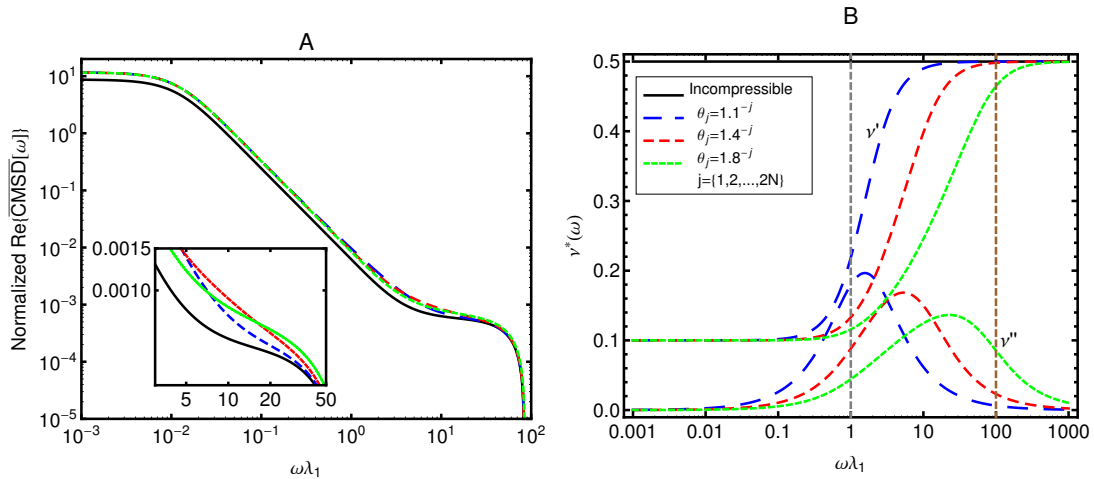 A
Normalized Re{CMSD[ω]}
10¹
10⁰
10⁻¹
10⁻²
10⁻³
10⁻⁴
10⁻⁵
0.0015
0.0010
5 10 20 50
10⁻³ 10⁻² 10⁻¹ 10⁰ 10¹ 10²
ωλ₁
B
ν*(ω)
0.5
0.4
0.3
0.2
0.1
0.0
Incompressible
θⱼ=1.1⁻ʲ
θⱼ=1.4⁻ʲ
θⱼ=1.8⁻ʲ
j={1,2,...,2N}
ν'
ν''
0.001 0.01 0.1 1 10 100 1000
ωλ₁